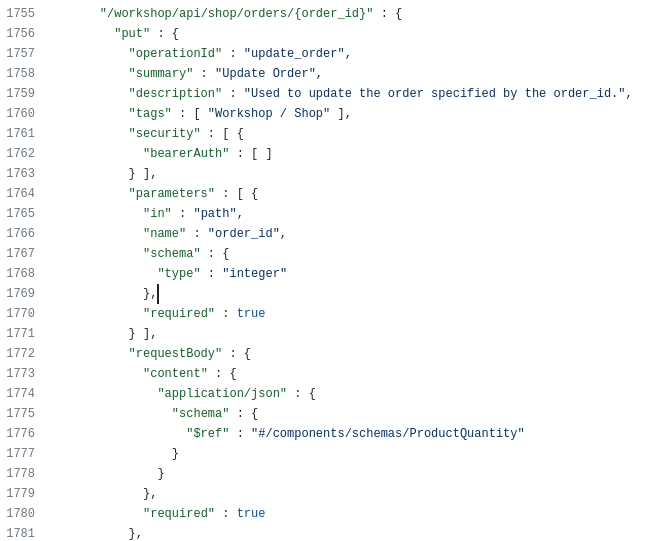 1755 "/workshop/api/shop/orders/{order_id}" : {
1756 "put" : {
1757 "operationId" : "update_order",
1758 "summary" : "Update Order",
1759 "description" : "Used to update the order specified by the order_id.",
1760 "tags" : [ "Workshop / Shop" ],
1761 "security" : [ {
1762 "bearerAuth" : [ ]
1763 } ],
1764 "parameters" : [ {
1765 "in" : "path",
1766 "name" : "order_id",
1767 "schema" : {
1768 "type" : "integer"
1769 },
1770 "required" : true
1771 } ],
1772 "requestBody" : {
1773 "content" : {
1774 "application/json" : {
1775 "schema" : {
1776 "$ref" : "#/components/schemas/ProductQuantity"
1777 }
1778 }
1779 },
1780 "required" : true
1781 },